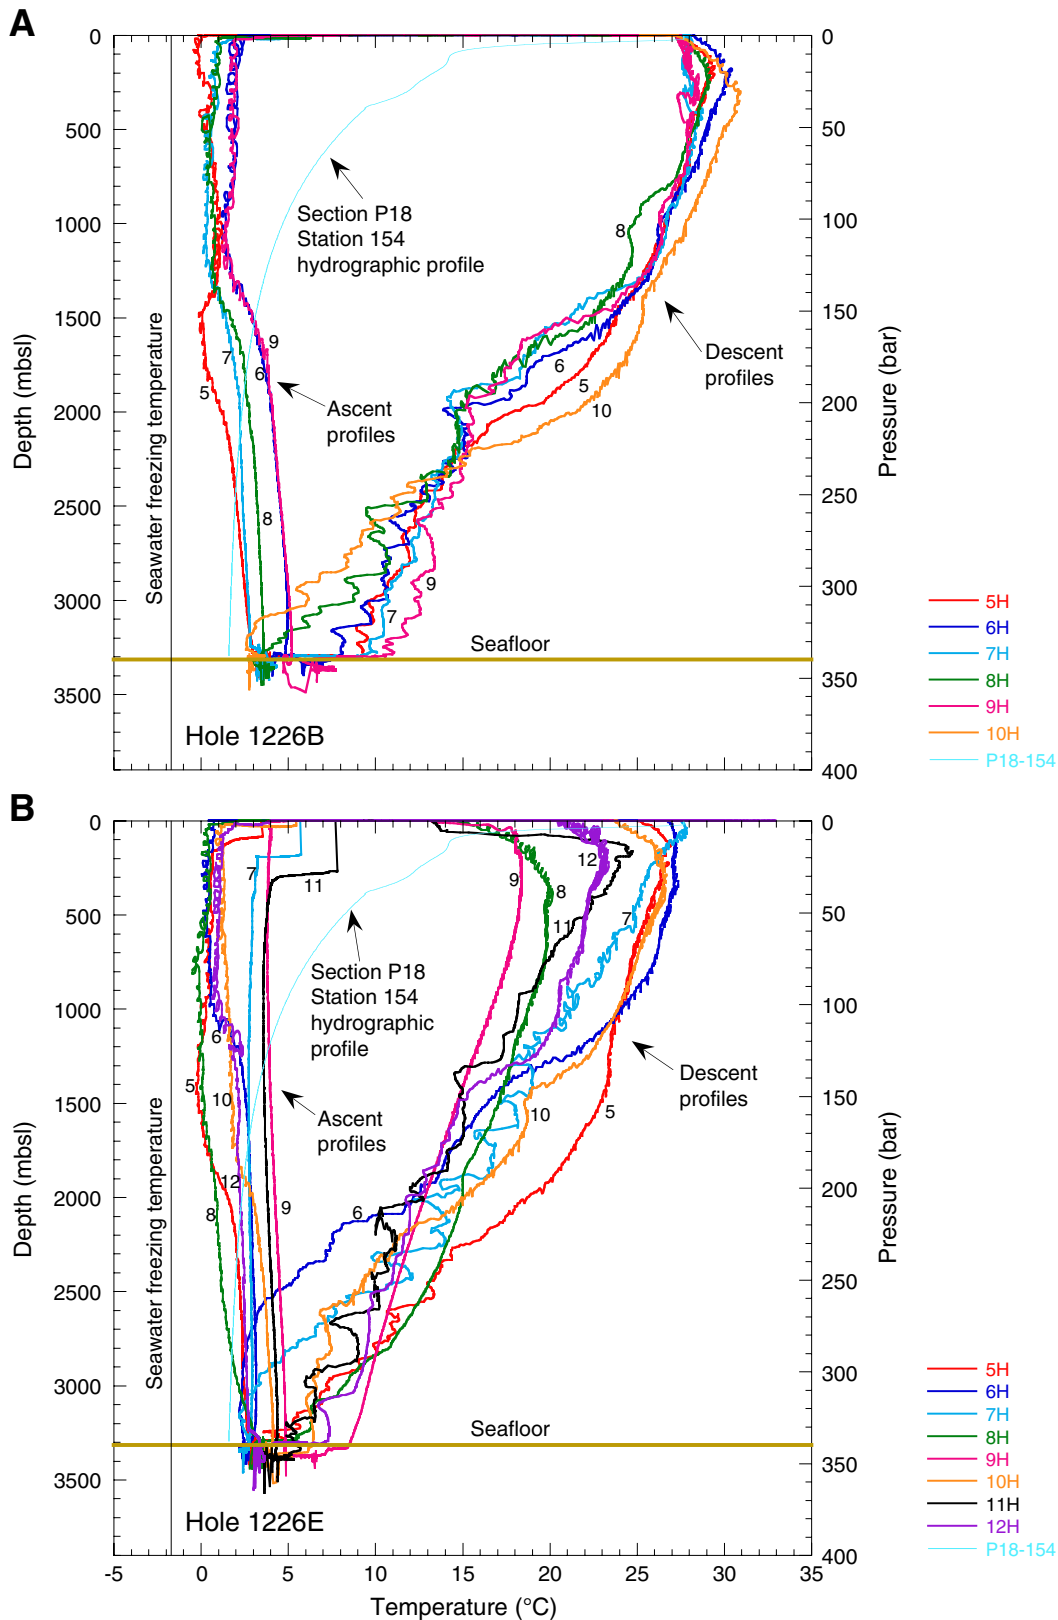 A
0
500
1000
1500
2000
2500
3000
3500
Depth (mbsl)
0
50
100
150
200
250
300
350
400
Pressure (bar)
Seawater freezing temperature
Section P18
Station 154
hydrographic profile
8
Descent
profiles
9
7
6
6
5
5
10
Ascent
profiles
8
9
7
Seafloor
Hole 1226B
5H
6H
7H
8H
9H
10H
P18-154
B
0
500
1000
1500
2000
2500
3000
3500
Depth (mbsl)
0
50
100
150
200
250
300
350
400
Pressure (bar)
Seawater freezing temperature
12
7
11
9
8
7
11
Section P18
Station 154
hydrographic
profile
6
Descent
profiles
5
10
Ascent
profiles
10
5
12
9
8
6
Seafloor
Hole 1226E
5H
6H
7H
8H
9H
10H
11H
12H
P18-154
-5 0 5 10 15 20 25 30 35
Temperature (°C)